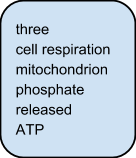 three
cell respiration
mitochondrion
phosphate
released
ATP